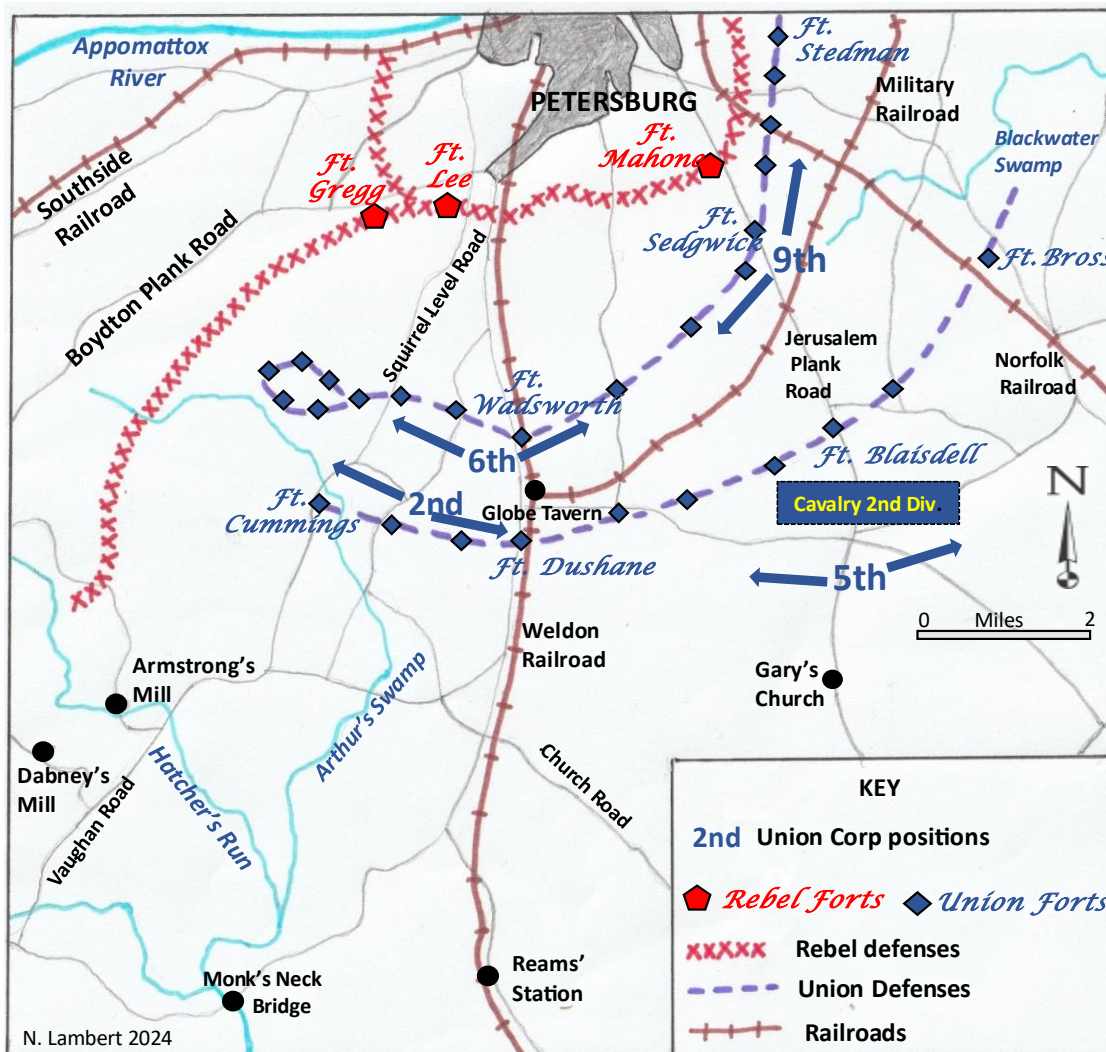 Appomattox
River
Ft.
Stedman
Military
Railroad
PETERSBURG
Blackwater
Swamp
Ft.
Mahone
Ft.
Lee
Ft.
Gregg
Southside
Railroad
Ft.
Sedgwick
9th
Ft. Bross
Boydton Plank Road
Squirrel Level Road
Jerusalem
Plank
Road
Norfolk
Railroad
Ft.
Wadsworth
6th
Ft. Blaisdell
N
2nd
Ft.
Cummings
Globe Tavern
Cavalry 2nd Div.
Ft. Dushane
5th
0 Miles 2
Weldon
Railroad
Armstrong's
Mill
Gary's
Church
Arthur's Swamp
Dabney's
Mill
Hatcher's Run
Vaughan Road
Church Road
KEY
2nd Union Corp positions
Rebel Forts
Union Forts
Rebel defenses
Union Defenses
Railroads
Monk's Neck
Bridge
Reams'
Station
N. Lambert 2024